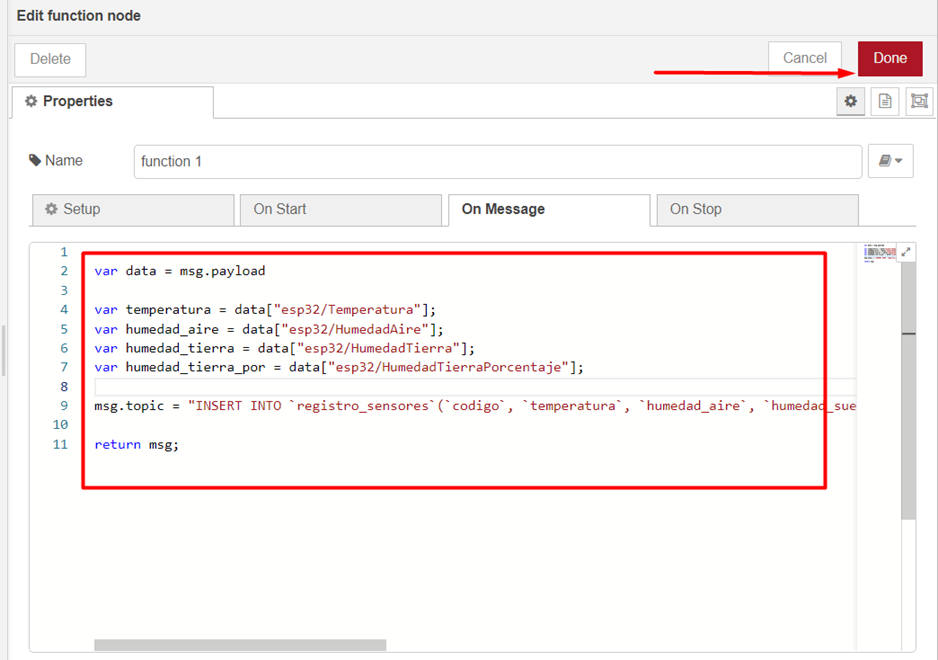 Edit function node
Delete
Cancel
Done
Properties
Name
function 1
Setup
On Start
On Message
On Stop
1
2 var data = msg.payload
3
4 var temperatura = data["esp32/Temperatura"];
5 var humedad_aire = data["esp32/HumedadAire"];
6 var humedad_tierra = data["esp32/HumedadTierra"];
7 var humedad_tierra_por = data["esp32/HumedadTierraPorcentaje"];
8
9 msg.topic = "INSERT INTO `registro_sensores`(`codigo`, `temperatura`, `humedad_aire`, `humedad_sue
10
11 return msg;